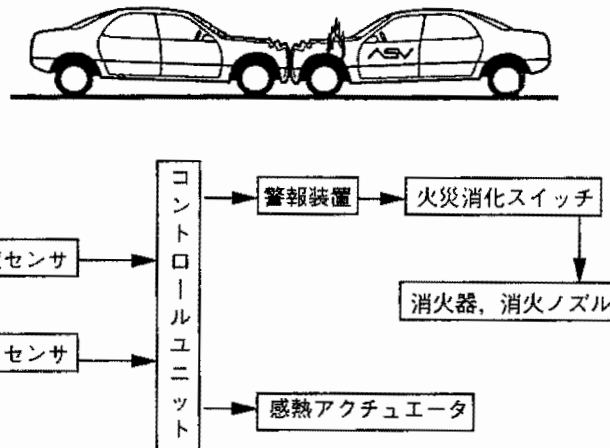 ASV
コントロールユニット
警報装置
火災消化スイッチ
センサ
消火器，消火ノズル
センサ
感熱アクチュエータ